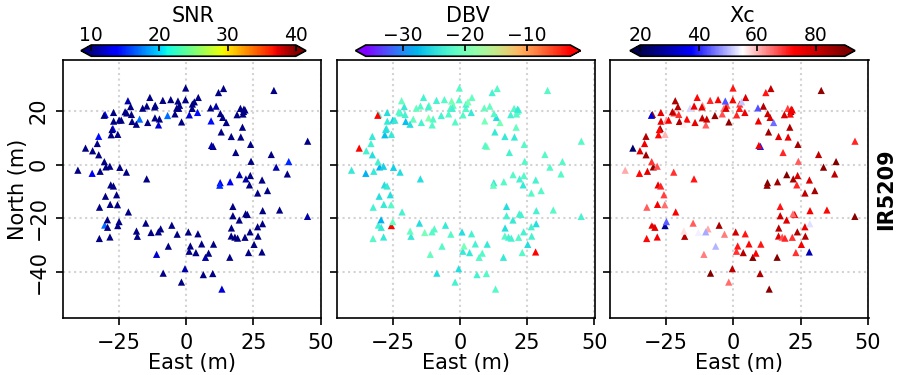 SNR DBV Xc
10 20 30 40 −30 −20 −10 20 40 60 80
North (m)
20
0
−20
−40
IR5209
−25 0 25 50 −25 0 25 50 −25 0 25 50
East (m) East (m) East (m)